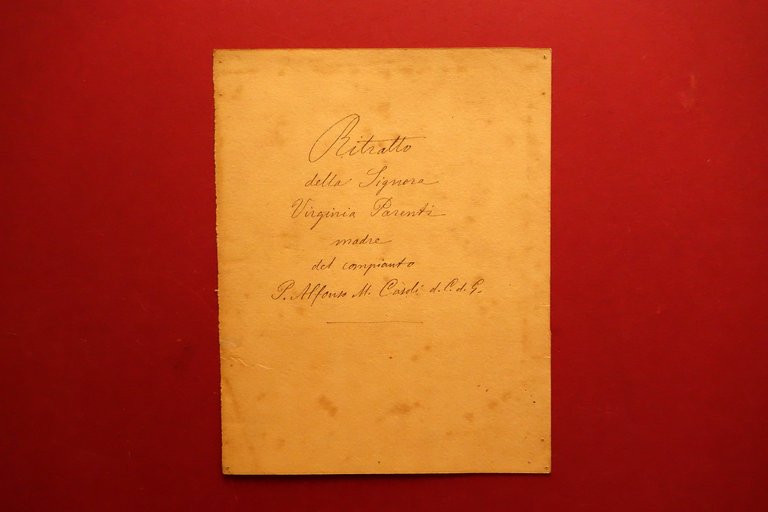 Ritratto
della Signora
Virginia Parenti
madre
del compianto
P. Alfonso M. Casoli d. C. d. G.